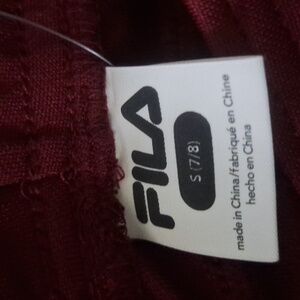 FILA
S (7/8)
made in China/fabriqué en Chine
hecho en China